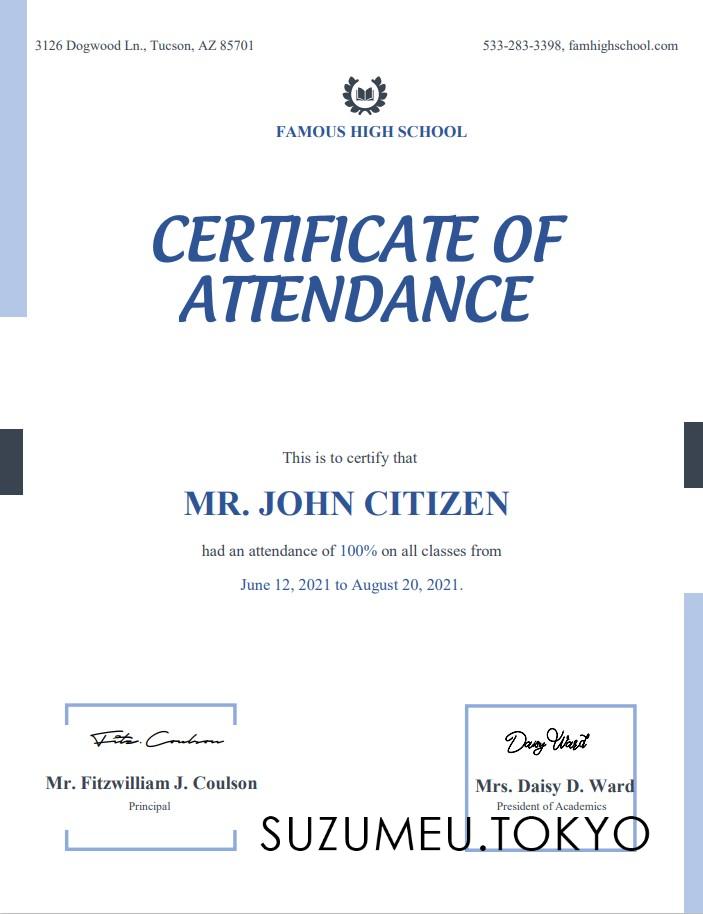 3126 Dogwood Ln., Tucson, AZ 85701
533-283-3398, famhighschool.com
FAMOUS HIGH SCHOOL
CERTIFICATE OF
ATTENDANCE
This is to certify that
MR. JOHN CITIZEN
had an attendance of 100% on all classes from
June 12, 2021 to August 20, 2021.
Fitz. Coulson
Mr. Fitzwilliam J. Coulson
Principal
Daisy Ward
Mrs. Daisy D. Ward
President of Academics
SUZUMEU.TOKYO